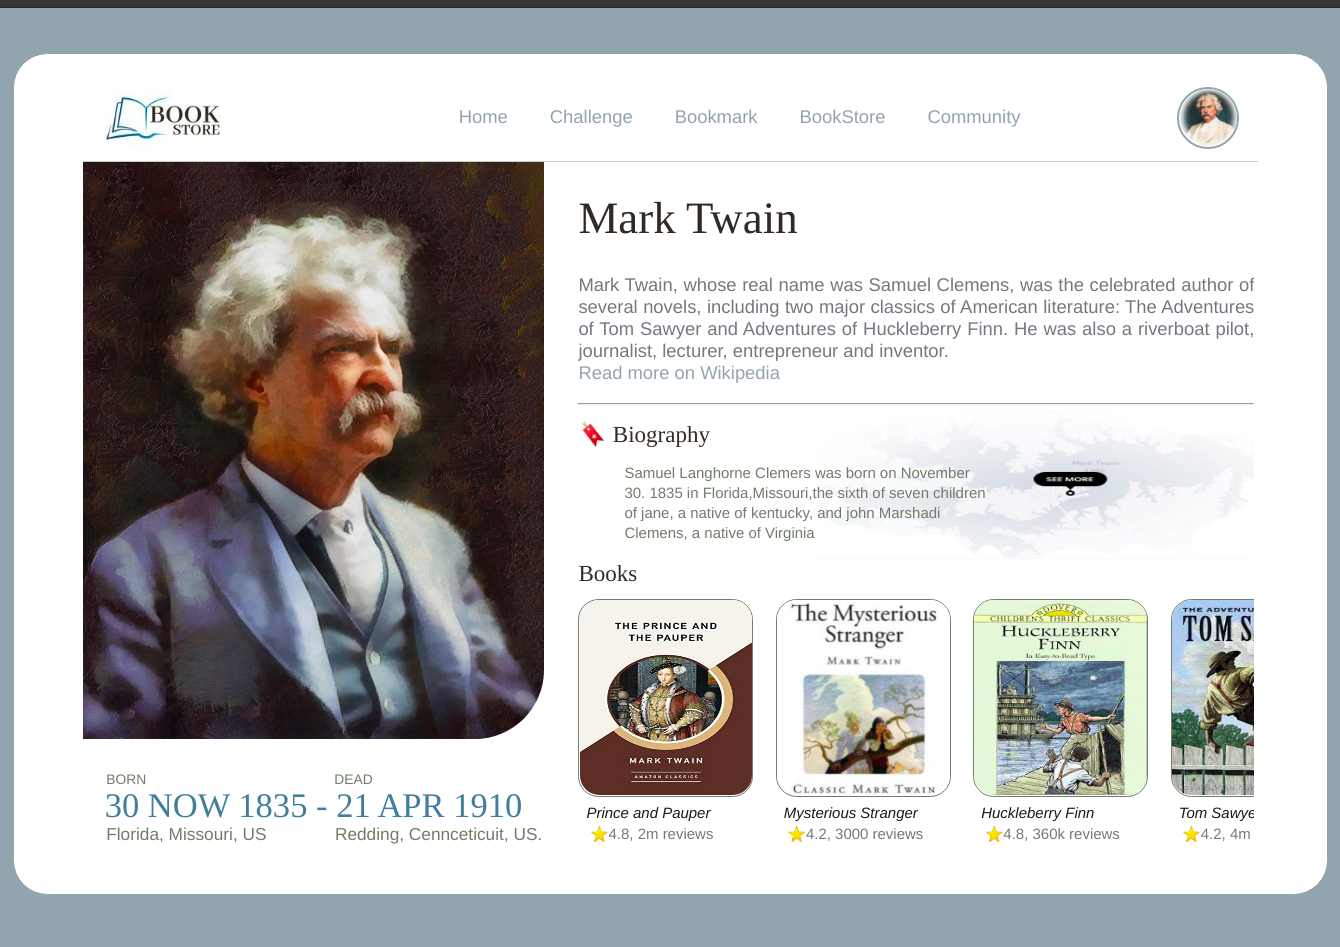 BOOK
STORE
Home Challenge Bookmark BookStore Community
Mark Twain
Mark Twain, whose real name was Samuel Clemens, was the celebrated author of
several novels, including two major classics of American literature: The Adventures
of Tom Sawyer and Adventures of Huckleberry Finn. He was also a riverboat pilot,
journalist, lecturer, entrepreneur and inventor.
Read more on Wikipedia
Biography
Samuel Langhorne Clemers was born on November
30. 1835 in Florida,Missouri,the sixth of seven children
of jane, a native of kentucky, and john Marshadi
Clemens, a native of Virginia
SEE MORE
Books
THE PRINCE AND
THE PAUPER
MARK TWAIN
AMAZON CLASSICS
The Mysterious
Stranger
MARK TWAIN
CLASSIC MARK TWAIN
DOVER
CHILDREN'S THRIFT CLASSICS
HUCKLEBERRY
FINN
In Easy-to-Read Type
THE ADVENTU
TOM S
Prince and Pauper
4.8, 2m reviews
Mysterious Stranger
4.2, 3000 reviews
Huckleberry Finn
4.8, 360k reviews
Tom Sawye
4.2, 4m
BORN DEAD
30 NOW 1835 - 21 APR 1910
Florida, Missouri, US Redding, Cennceticuit, US.